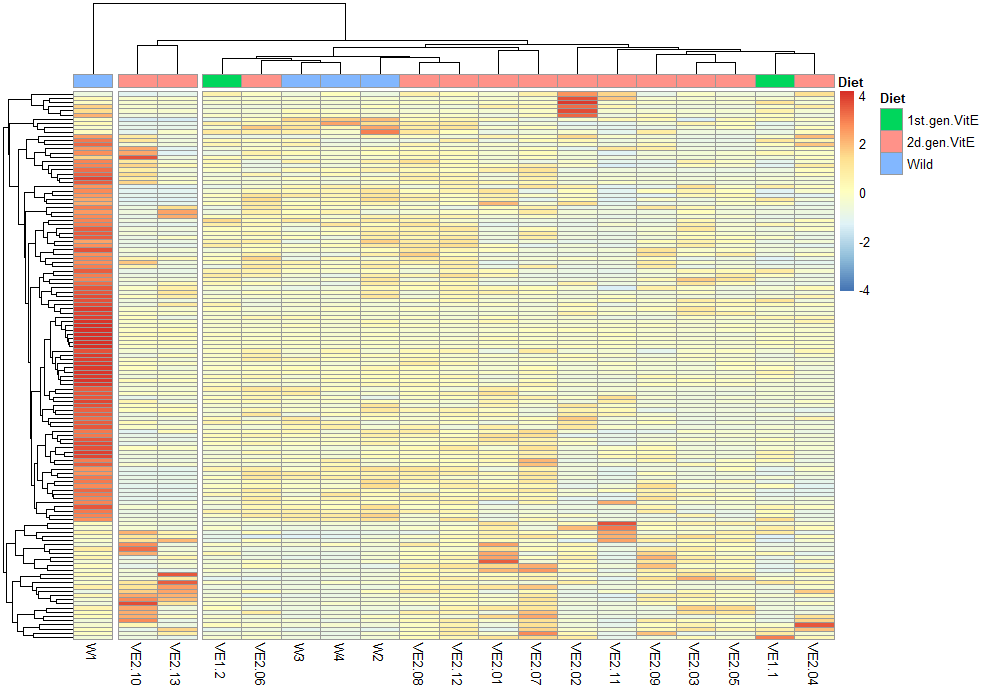 Diet
4
2
0
-2
-4
Diet
1st.gen.VitE
2d.gen.VitE
Wild
W1
VE2.10
VE2.13
VE1.2
VE2.06
W3
W4
W2
VE2.08
VE2.12
VE2.01
VE2.07
VE2.02
VE2.11
VE2.09
VE2.03
VE2.05
VE1.1
VE2.04